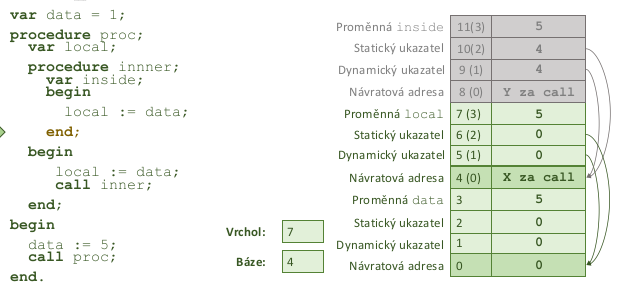 var data = 1;
procedure proc;
var local;
procedure innner;
var inside;
begin
local := data;
end;
begin
local := data;
call inner;
end;
begin
data := 5;
call proc;
end.
Vrchol: 7
Báze: 4
Proměnná inside 11(3) 5
Statický ukazatel 10(2) 4
Dynamický ukazatel 9 (1) 4
Návratová adresa 8 (0) Y za call
Proměnná local 7 (3) 5
Statický ukazatel 6 (2) 0
Dynamický ukazatel 5 (1) 0
Návratová adresa 4 (0) X za call
Proměnná data 3 5
Statický ukazatel 2 0
Dynamický ukazatel 1 0
Návratová adresa 0 0